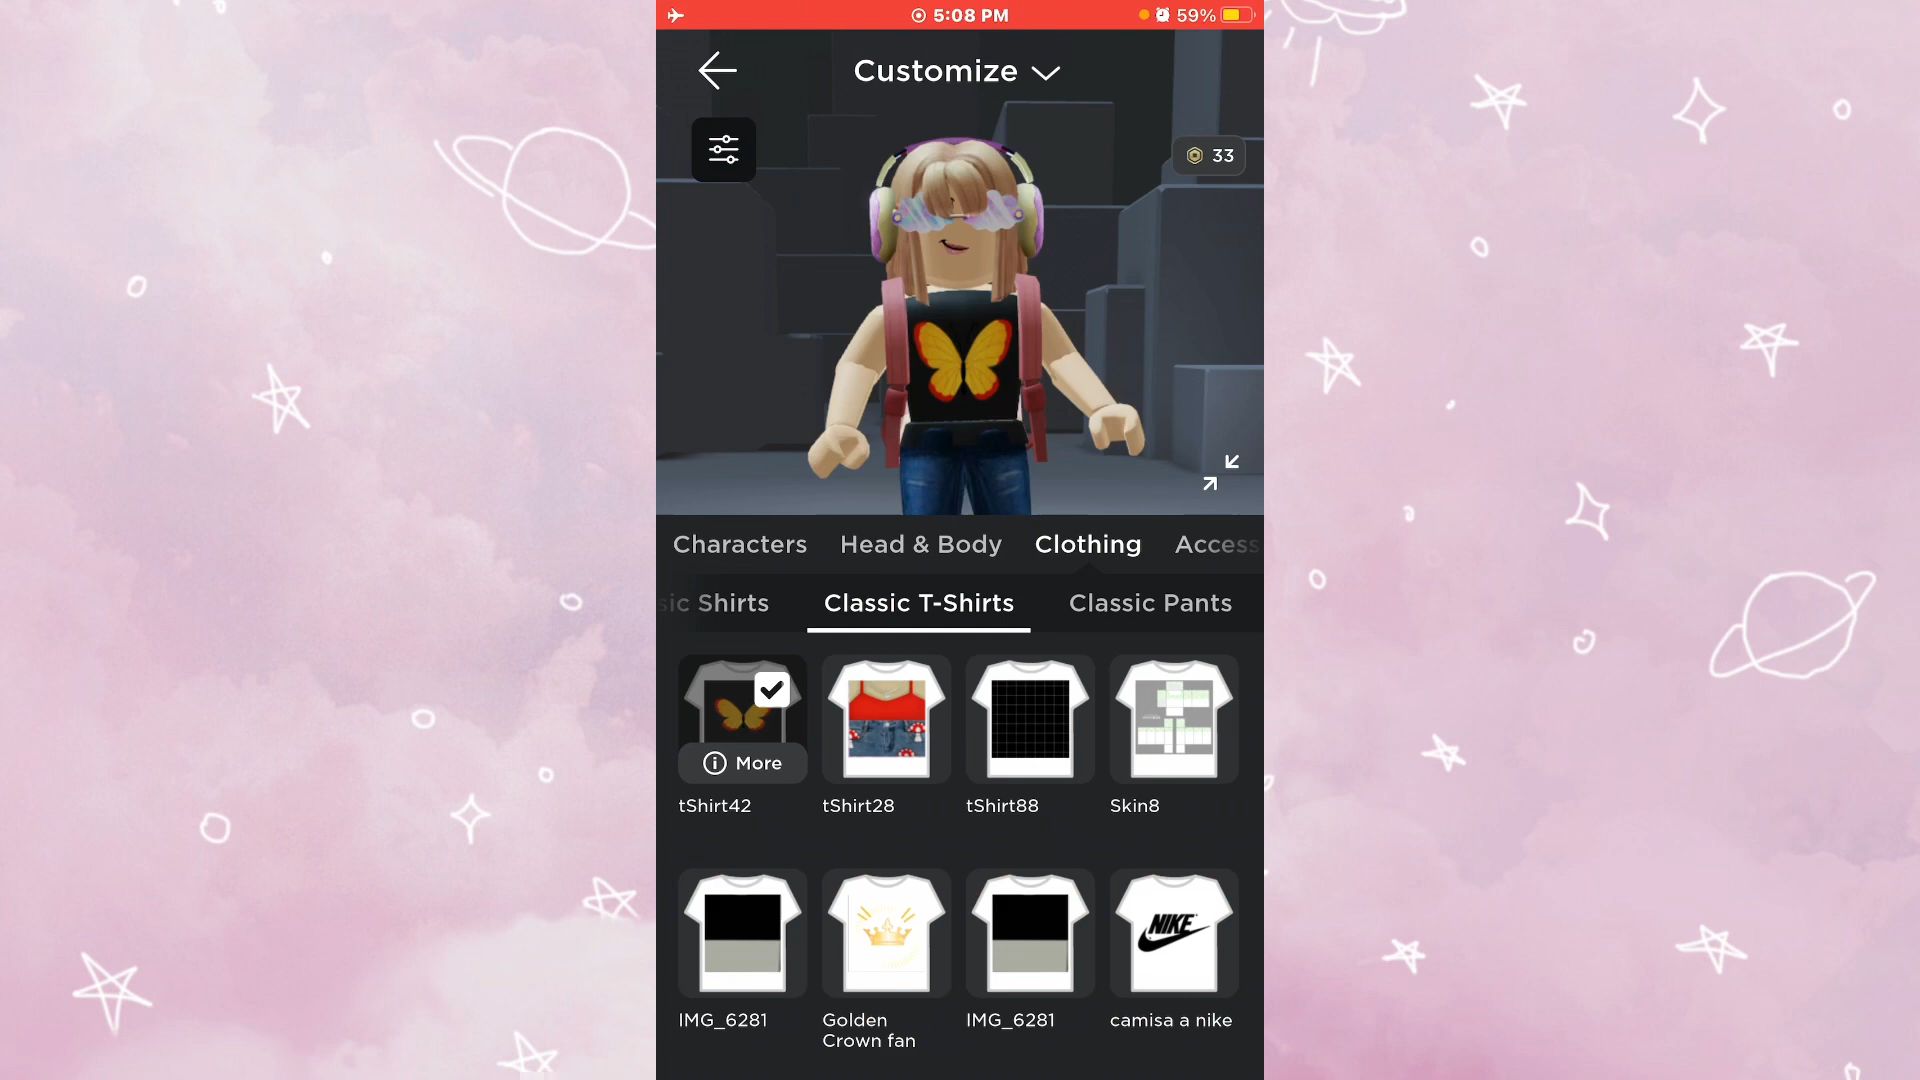 5:08 PM
59%
Customize
33
Characters
Head & Body
Clothing
Access
sic Shirts
Classic T-Shirts
Classic Pants
More
tShirt42
tShirt28
tShirt88
Skin8
NIKE
IMG_6281
Golden
Crown fan
IMG_6281
camisa a nike